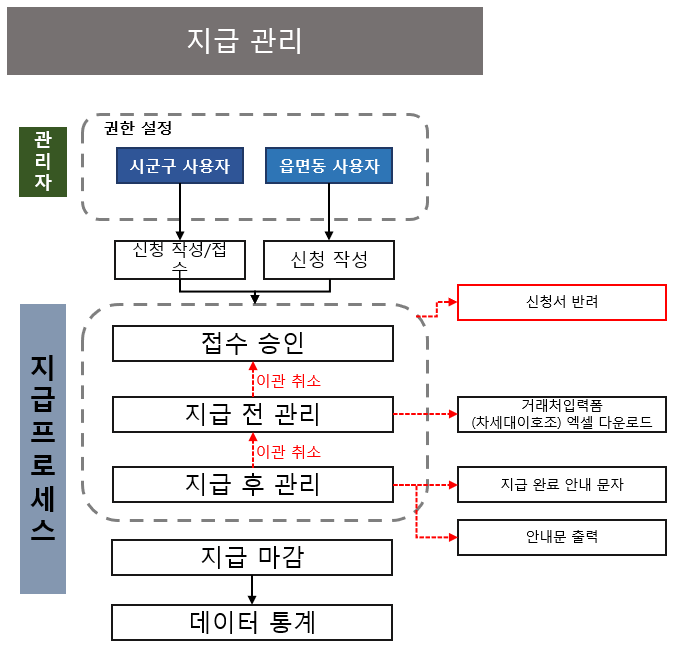 지급 관리
관
리
자
권한 설정
시군구 사용자
읍면동 사용자
신청 작성/접
수
신청 작성
지
급
프
로
세
스
접수 승인
이관 취소
지급 전 관리
이관 취소
지급 후 관리
지급 마감
데이터 통계
신청서 반려
거래처입력폼
(차세대이호조) 엑셀 다운로드
지급 완료 안내 문자
안내문 출력